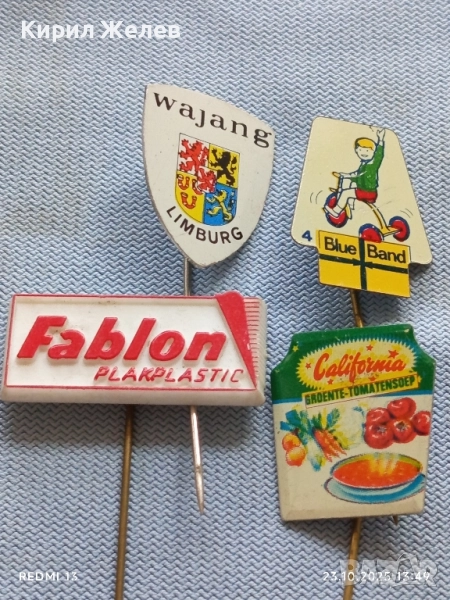 Кирил Желев
wajang
LIMBURG
4
Blue Band
Fablon
PLAKPLASTIC
California
GROENTE-TOMATENSOEP
REDMI 13
23.10.2025 13:49